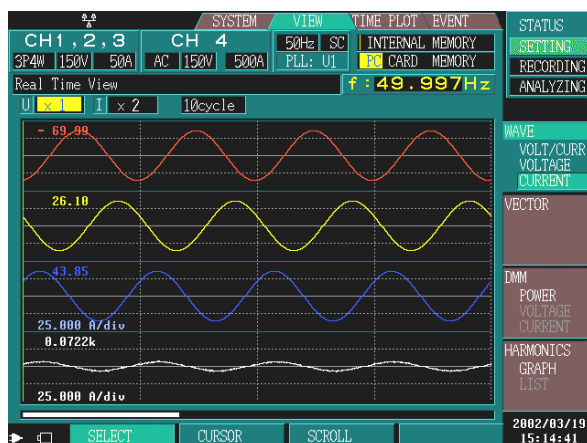 SYSTEM VIEW TIME PLOT EVENT
CH1,2,3 CH 4 50Hz SC INTERNAL MEMORY
3P4W 150V 50A AC 150V 500A PLL: U1 PC CARD MEMORY
Real Time View f:49.997Hz
U × 1 I × 2 10cycle
- 69.99
26.10
43.85
25.000 A/div
0.0722k
25.000 A/div
SELECT CURSOR SCROLL
STATUS
SETTING
RECORDING
ANALYZING
WAVE
VOLT/CURR
VOLTAGE
CURRENT
VECTOR
DMM
POWER
VOLTAGE
CURRENT
HARMONICS
GRAPH
LIST
15:14:41